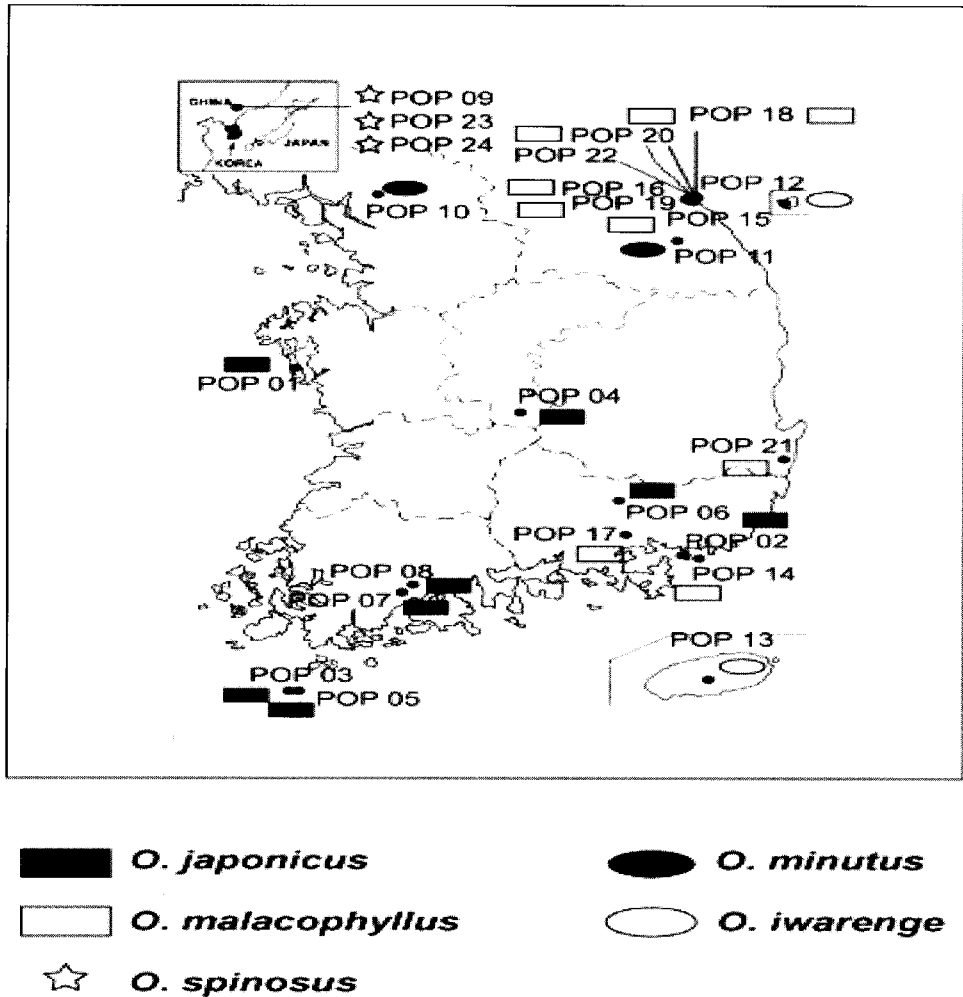 CHINA
JAPAN
KOREA
POP 09
POP 23
POP 24
POP 18
POP 20
POP 22
POP 16
POP 12
POP 19
POP 10
POP 15
POP 11
POP 01
POP 04
POP 21
POP 06
POP 17
POP 02
POP 08
POP 14
POP 07
POP 13
POP 03
POP 05
O. japonicus
O. minutus
O. malacophyllus
O. iwarenge
O. spinosus